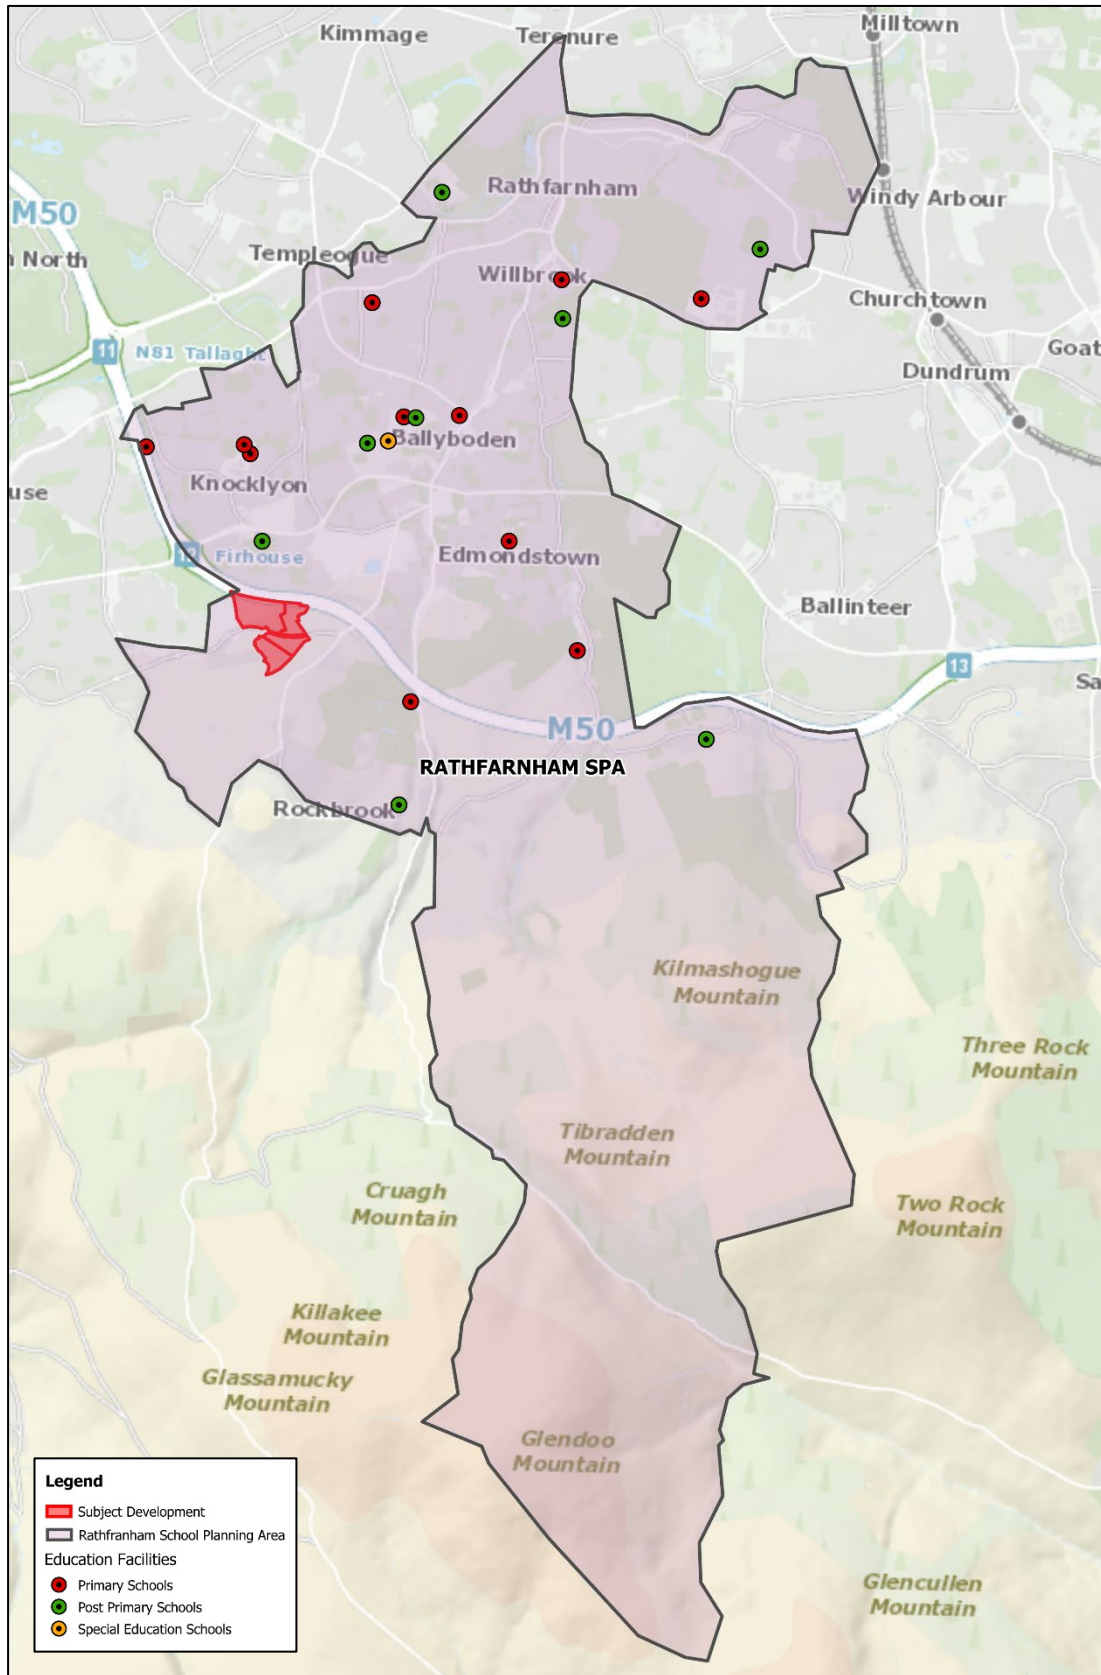 Kimmage
Terenure
Milltown
Rathfarnham
Windy Arbour
M50
n North
Templeogue
Willbrook
Churchtown
Goat
11
N81 Tallaght
Dundrum
Ballyboden
Knocklyon
use
12
Firhouse
Edmondstown
Ballinteer
13
Sa
M50
RATHFARNHAM SPA
Rockbrook
Kilmashogue
Mountain
Three Rock
Mountain
Tibradden
Mountain
Cruagh
Mountain
Two Rock
Mountain
Killakee
Mountain
Glassamucky
Mountain
Glendoo
Mountain
Glencullen
Mountain
Legend
Subject Development
Rathfranham School Planning Area
Education Facilities
Primary Schools
Post Primary Schools
Special Education Schools